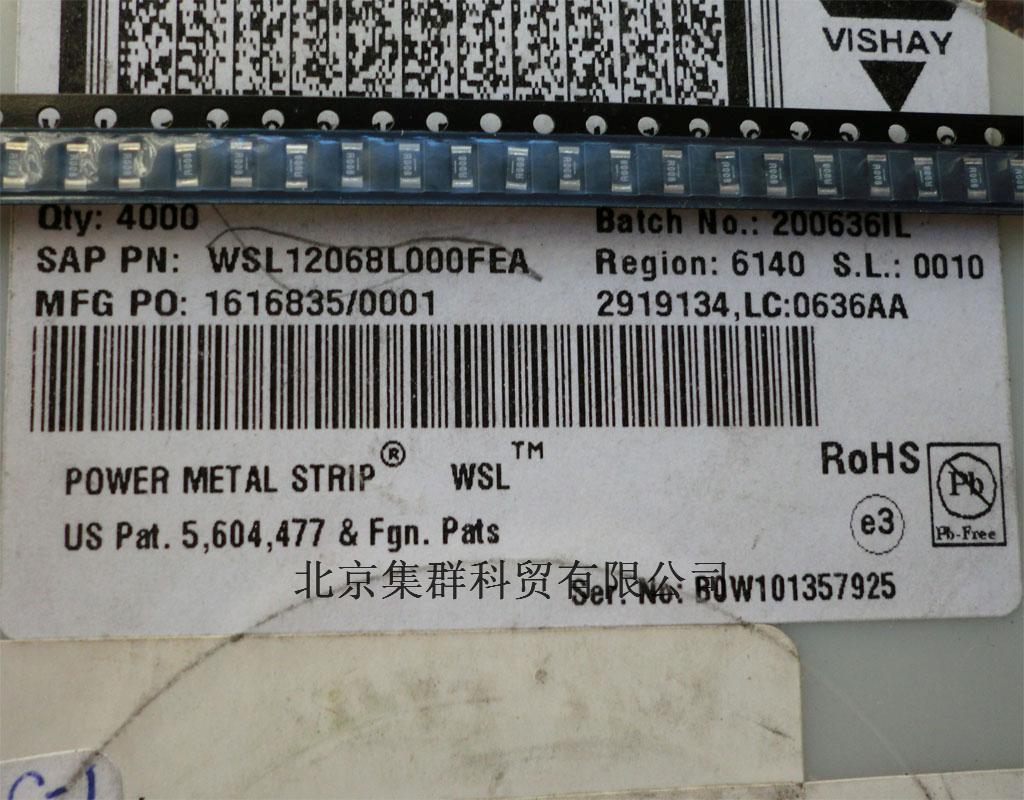 VISHAY
Qty: 4000
Batch No.: 200636IL
SAP PN: WSL12068L000FEA
Region: 6140 S.L.: 0010
MFG PO: 1616835/0001
2919134,LC:0636AA
POWER METAL STRIP® WSL™
RoHS
Pb
e3
Pb-Free
US Pat. 5,604,477 & Fgn. Pats
北京集群科贸有限公司
Ser. No: B0W101357925
C-1